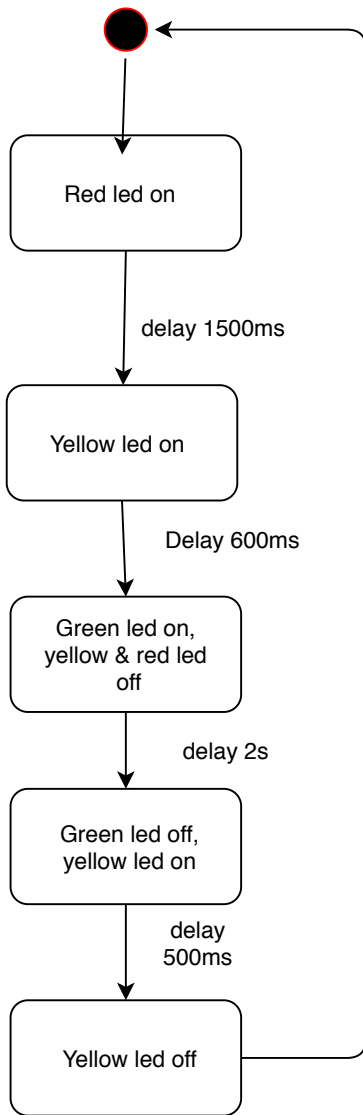 Red led on
delay 1500ms
Yellow led on
Delay 600ms
Green led on,
yellow & red led
off
delay 2s
Green led off,
yellow led on
delay
500ms
Yellow led off